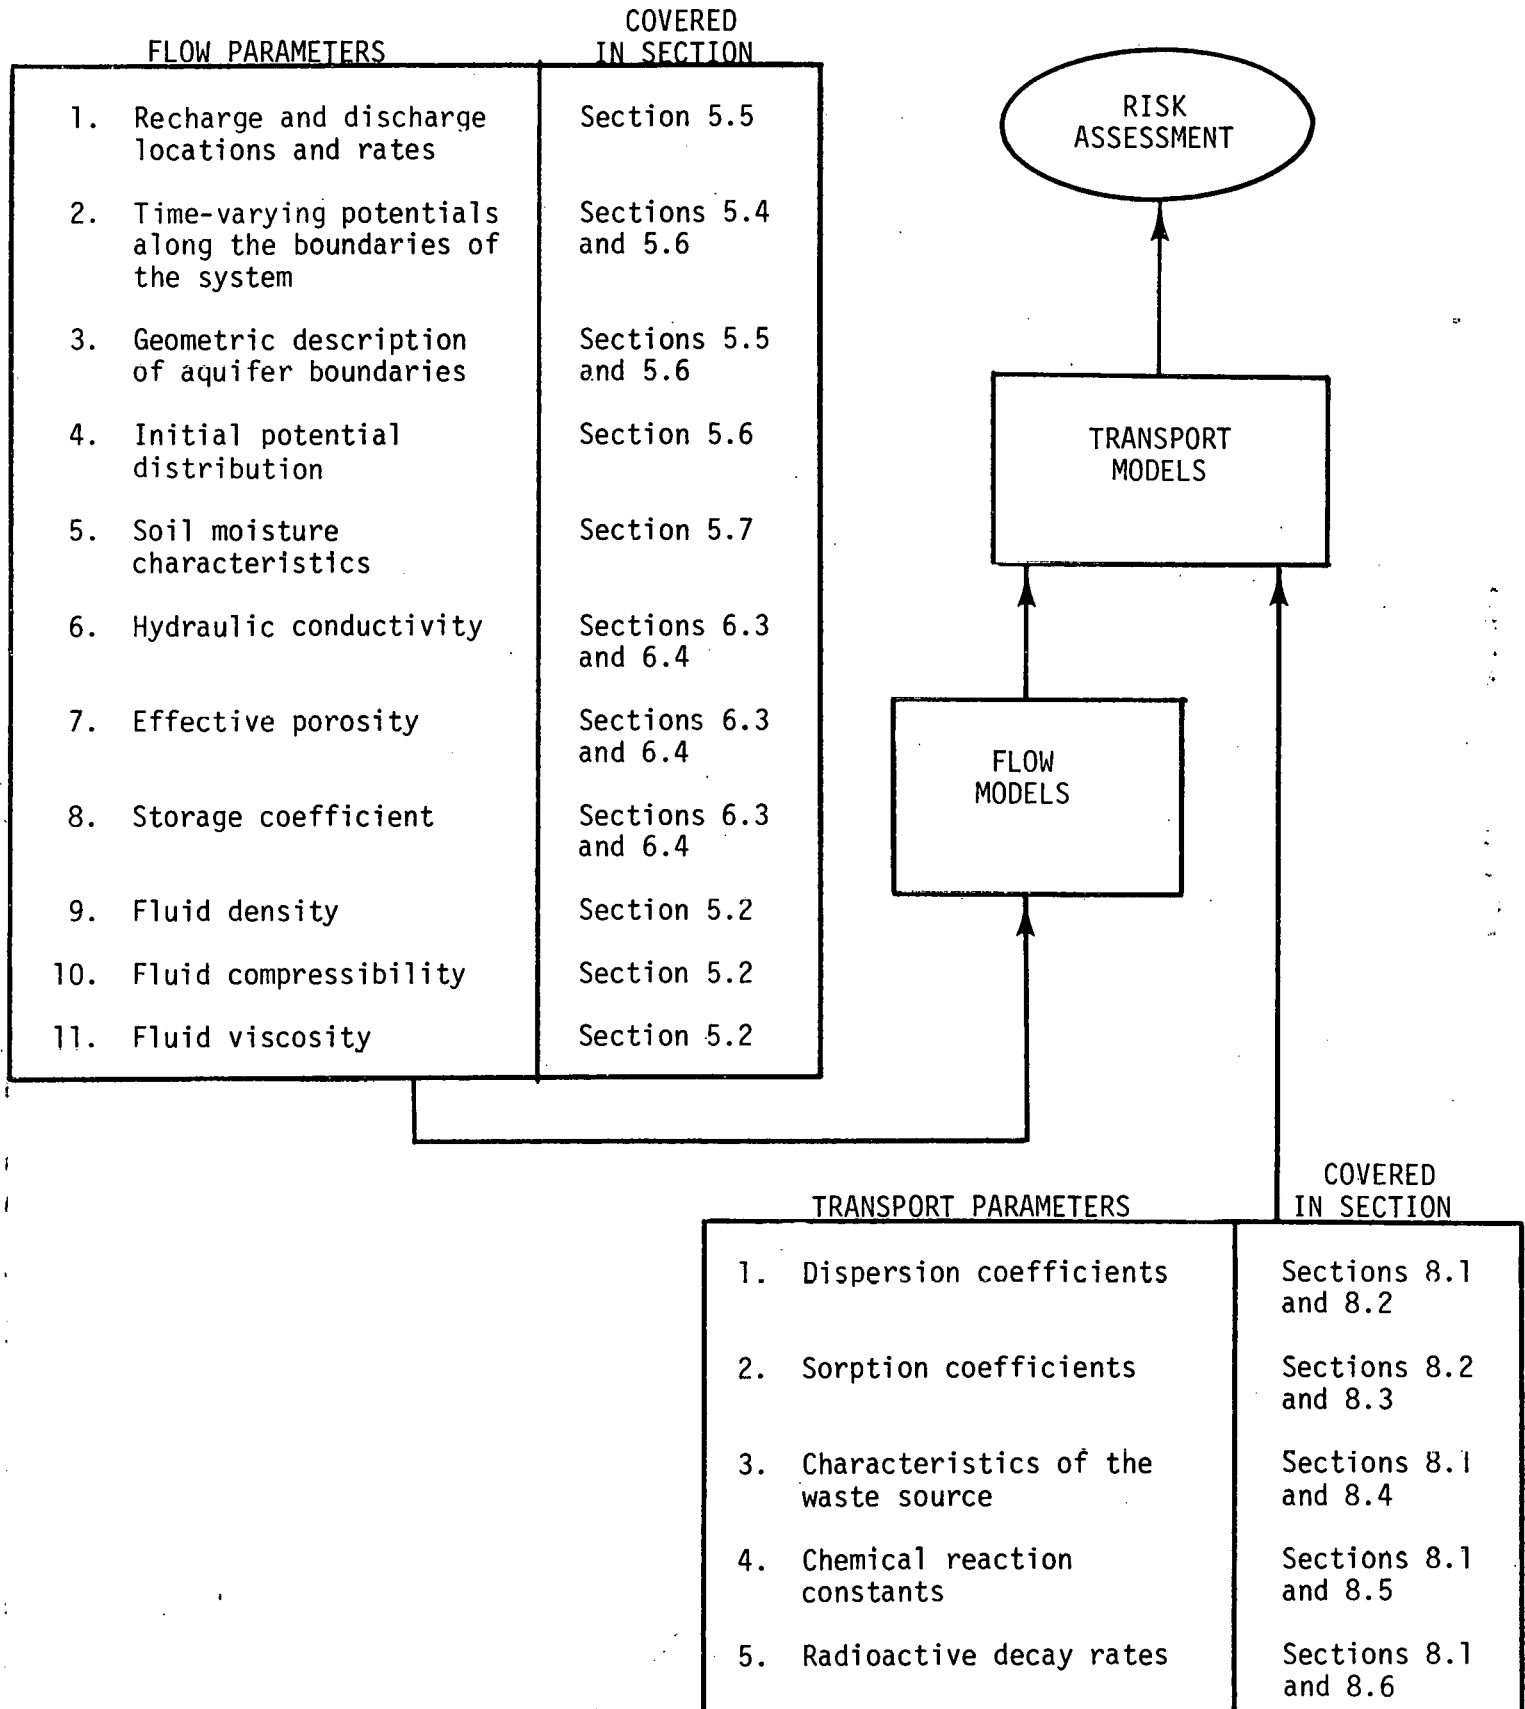 FLOW PARAMETERS COVERED
IN SECTION
1. Recharge and discharge Section 5.5
locations and rates
2. Time-varying potentials Sections 5.4
along the boundaries of and 5.6
the system
3. Geometric description Sections 5.5
of aquifer boundaries and 5.6
4. Initial potential Section 5.6
distribution
5. Soil moisture Section 5.7
characteristics
6. Hydraulic conductivity Sections 6.3
and 6.4
7. Effective porosity Sections 6.3
and 6.4
8. Storage coefficient Sections 6.3
and 6.4
9. Fluid density Section 5.2
10. Fluid compressibility Section 5.2
11. Fluid viscosity Section 5.2
RISK
ASSESSMENT
TRANSPORT
MODELS
FLOW
MODELS
TRANSPORT PARAMETERS COVERED
IN SECTION
1. Dispersion coefficients Sections 8.1
and 8.2
2. Sorption coefficients Sections 8.2
and 8.3
3. Characteristics of the Sections 8.1
waste source and 8.4
4. Chemical reaction Sections 8.1
constants and 8.5
5. Radioactive decay rates Sections 8.1
and 8.6